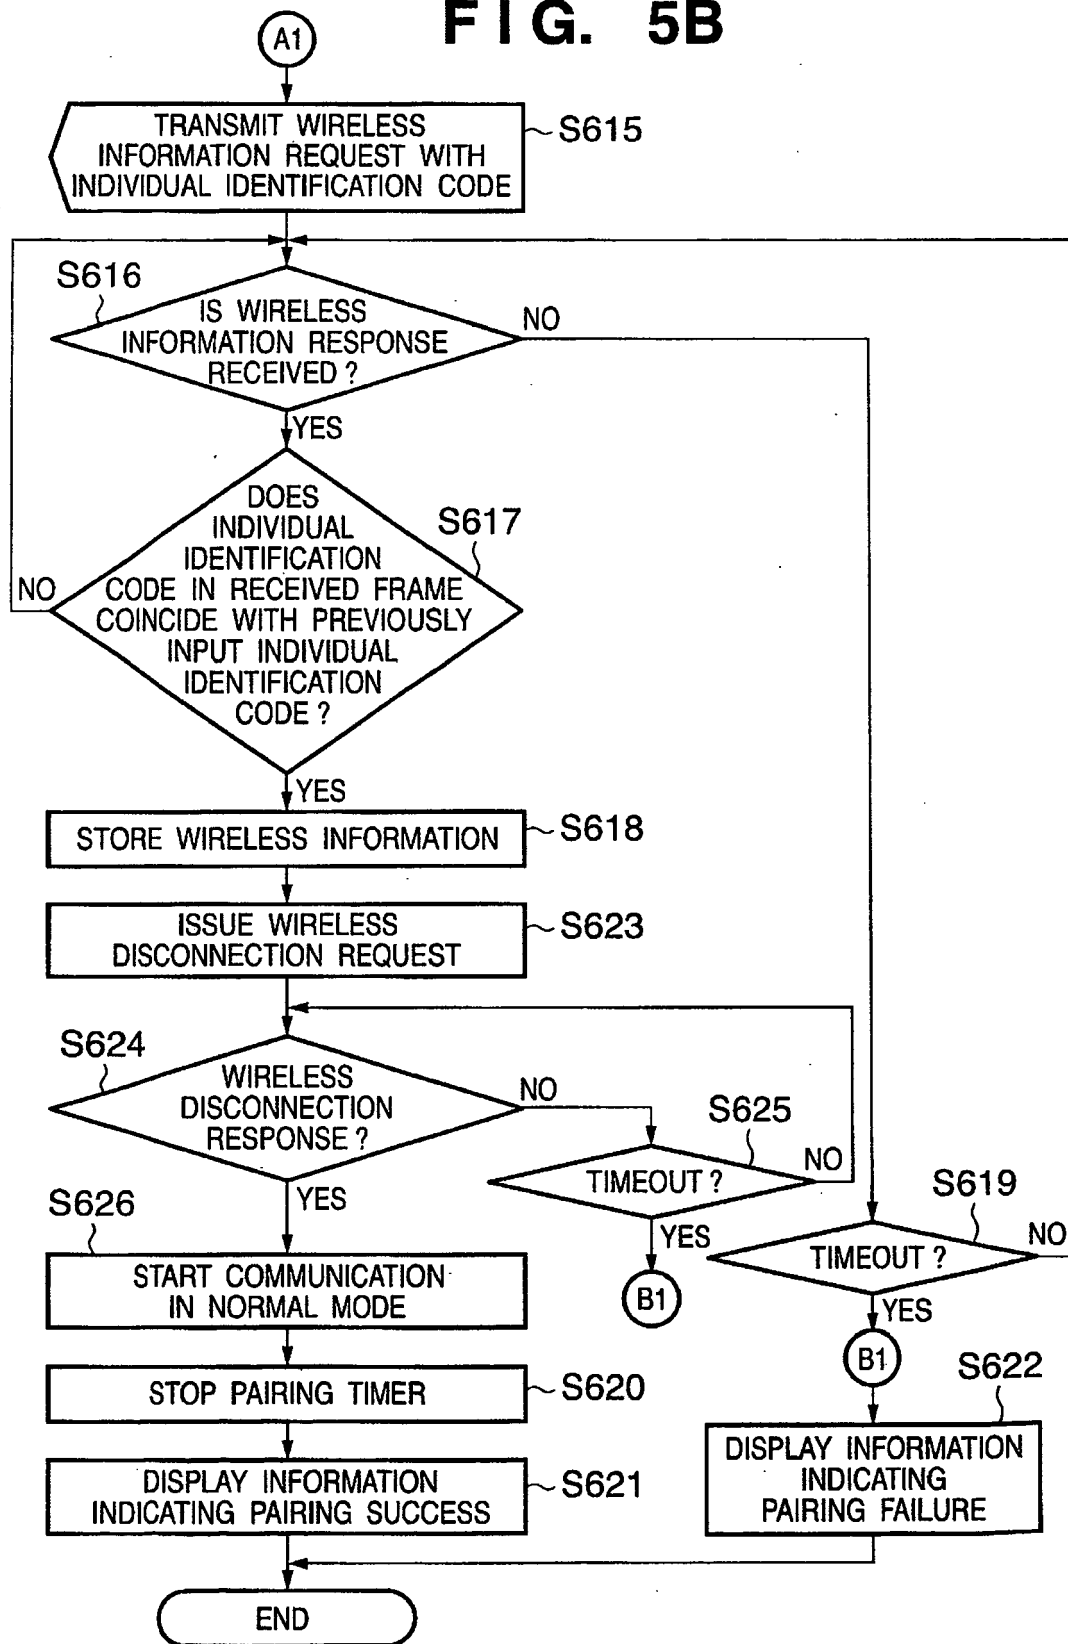 FIG. 5B
A1
TRANSMIT WIRELESS
INFORMATION REQUEST WITH
INDIVIDUAL IDENTIFICATION CODE
S615
S616
IS WIRELESS
INFORMATION RESPONSE
RECEIVED ?
NO
YES
DOES
INDIVIDUAL
IDENTIFICATION
CODE IN RECEIVED FRAME
COINCIDE WITH PREVIOUSLY
INPUT INDIVIDUAL
IDENTIFICATION
CODE ?
S617
NO
YES
STORE WIRELESS INFORMATION
S618
ISSUE WIRELESS
DISCONNECTION REQUEST
S623
S624
WIRELESS
DISCONNECTION
RESPONSE ?
NO
YES
S625
TIMEOUT ?
NO
YES
B1
S619
TIMEOUT ?
NO
YES
B1
S626
START COMMUNICATION
IN NORMAL MODE
STOP PAIRING TIMER
S620
DISPLAY INFORMATION
INDICATING PAIRING SUCCESS
S621
S622
DISPLAY INFORMATION
INDICATING
PAIRING FAILURE
END